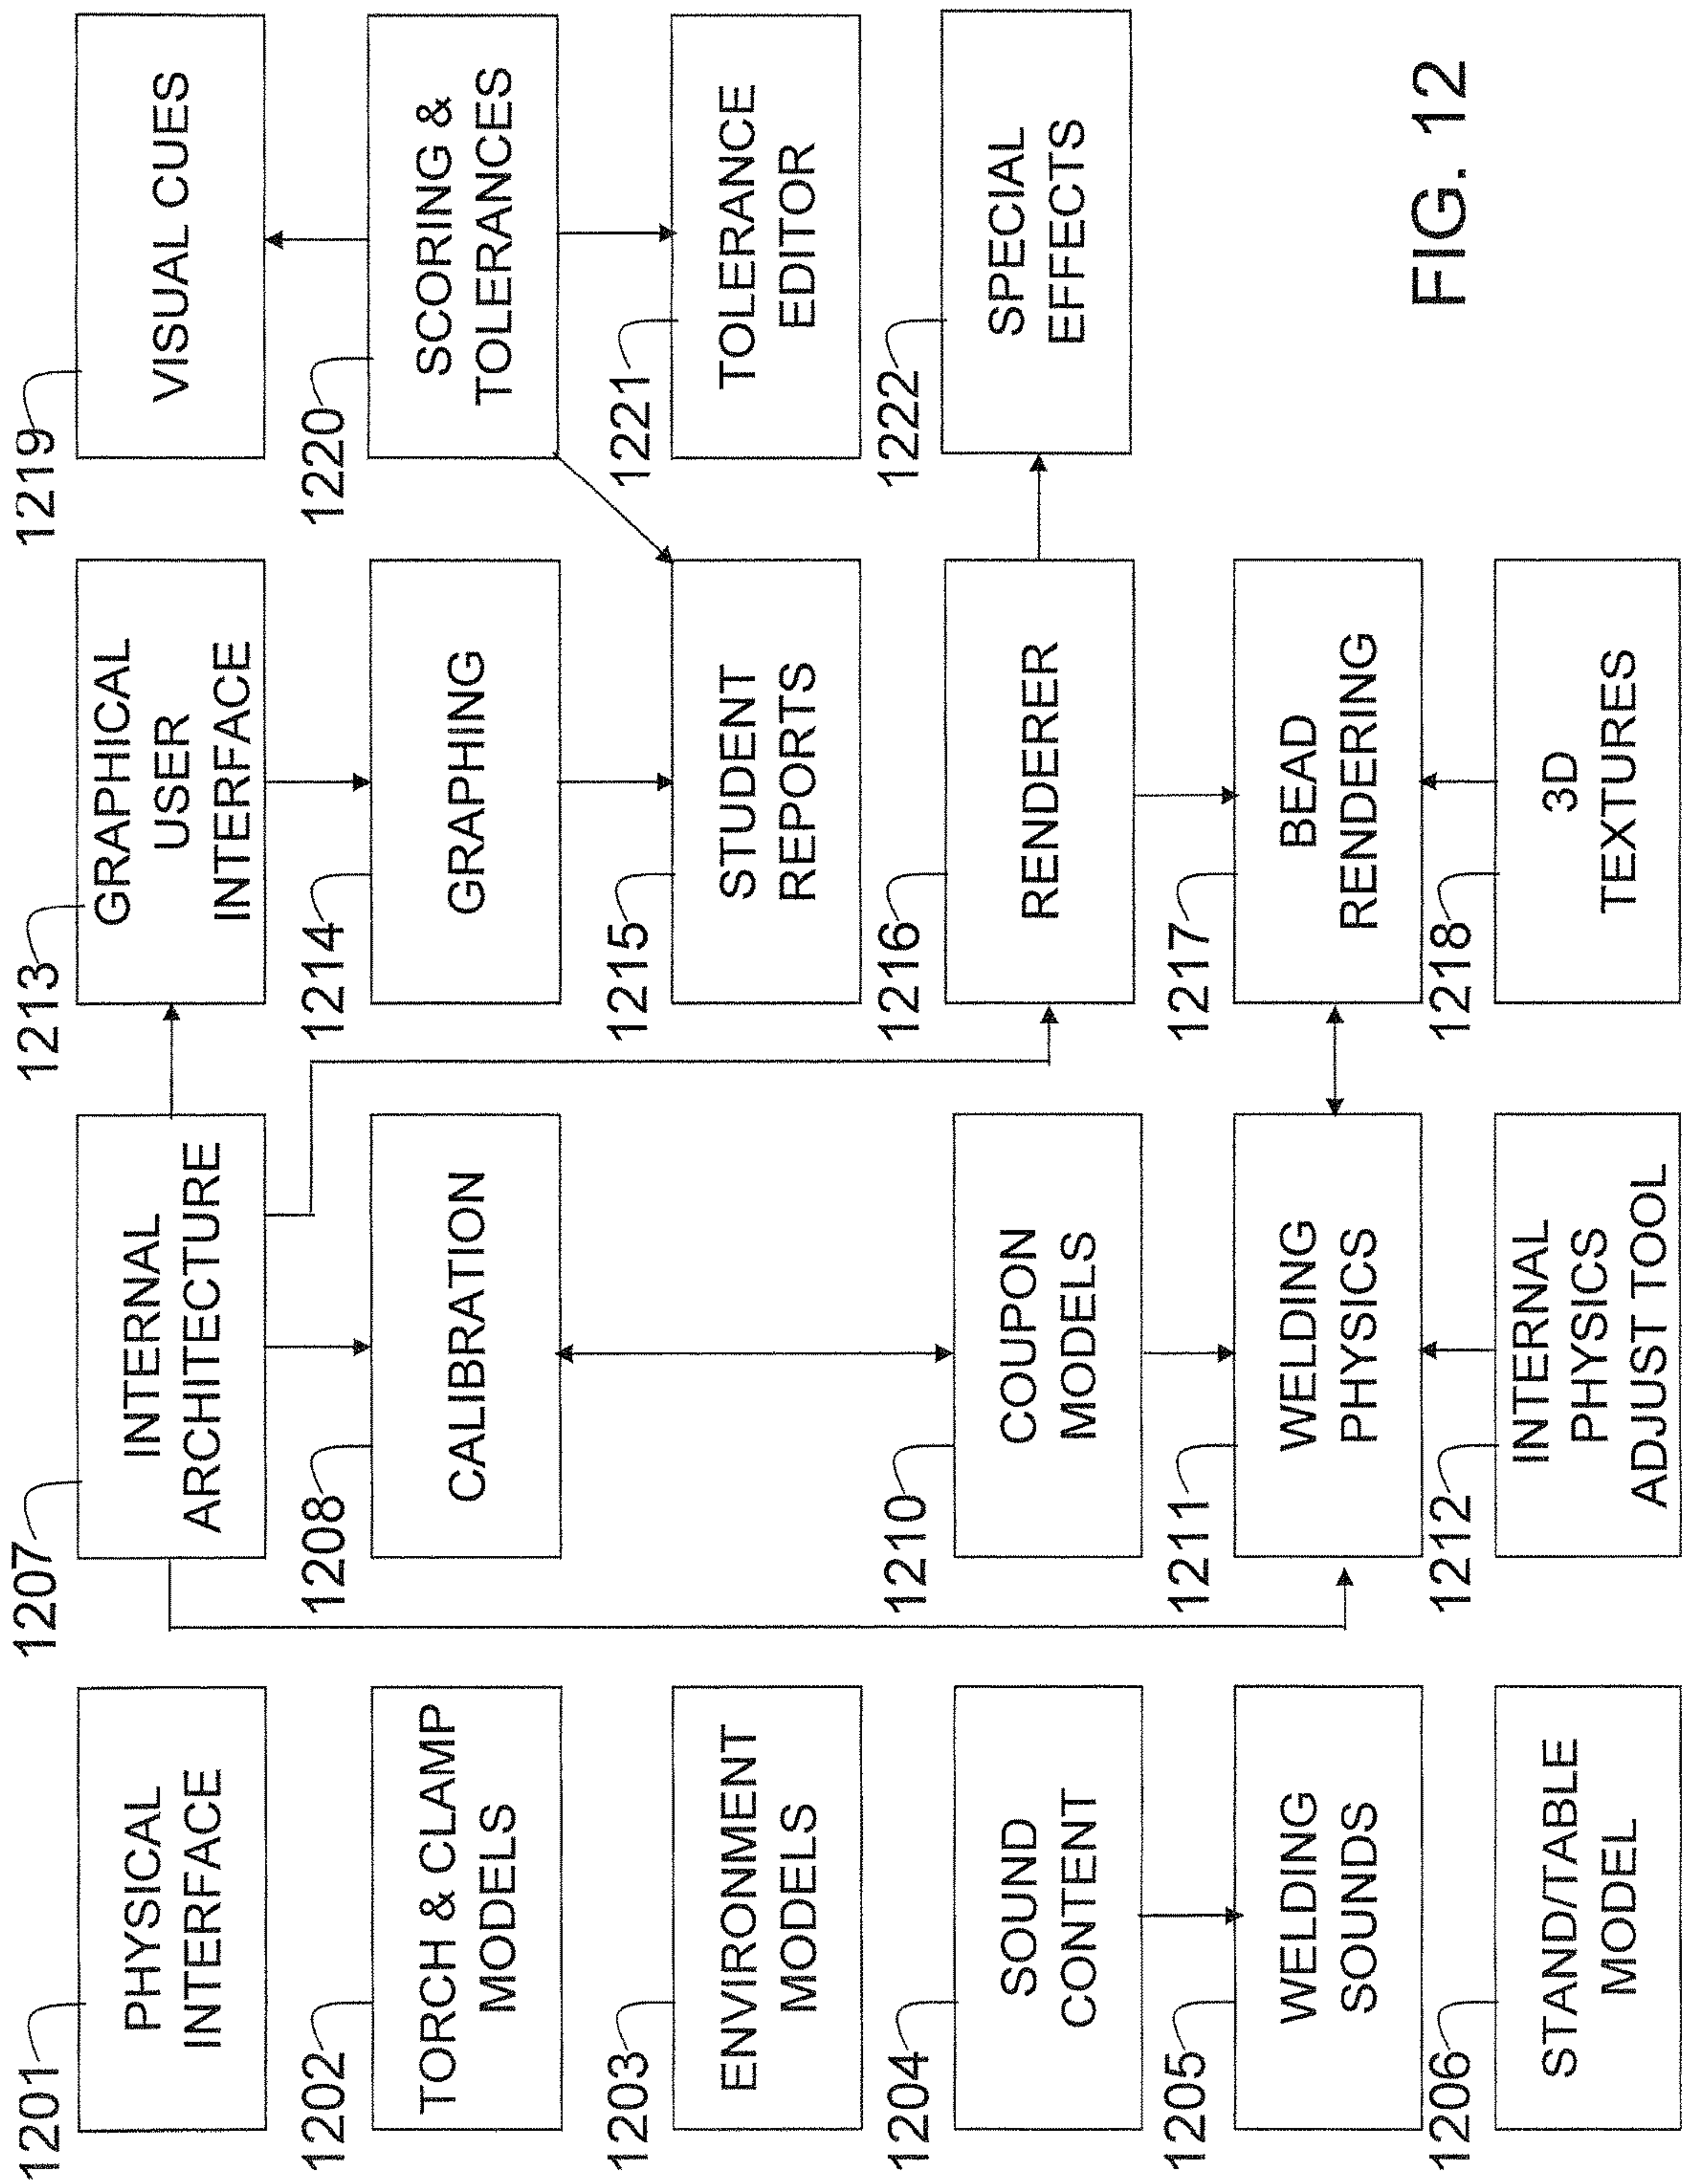 1201
PHYSICAL
INTERFACE
1202
TORCH & CLAMP
MODELS
1203
ENVIRONMENT
MODELS
1204
SOUND
CONTENT
1205
WELDING
SOUNDS
1206
STAND/TABLE
MODEL
1207
INTERNAL
ARCHITECTURE
1208
CALIBRATION
1210
COUPON
MODELS
1211
WELDING
PHYSICS
1212
INTERNAL
PHYSICS
ADJUST TOOL
1213
GRAPHICAL
USER
INTERFACE
1214
GRAPHING
1215
STUDENT
REPORTS
1216
RENDERER
1217
BEAD
RENDERING
1218
3D
TEXTURES
1219
VISUAL CUES
1220
SCORING &
TOLERANCES
1221
TOLERANCE
EDITOR
1222
SPECIAL
EFFECTS
FIG. 12